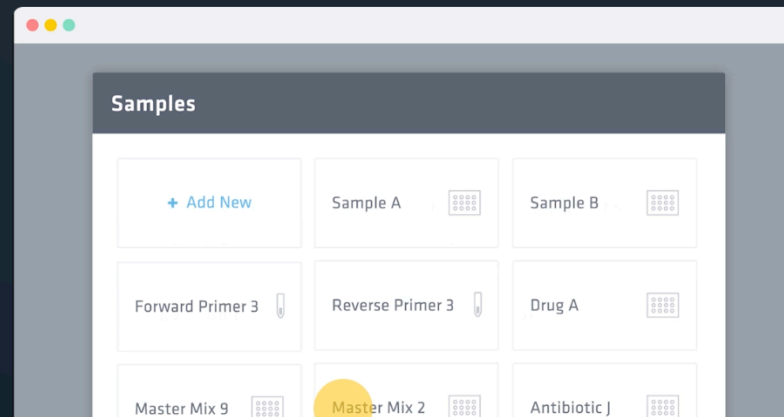 Samples
+ Add New
Sample A
Sample B
Forward Primer 3
Reverse Primer 3
Drug A
Master Mix 9
Master Mix 2
Antibiotic J